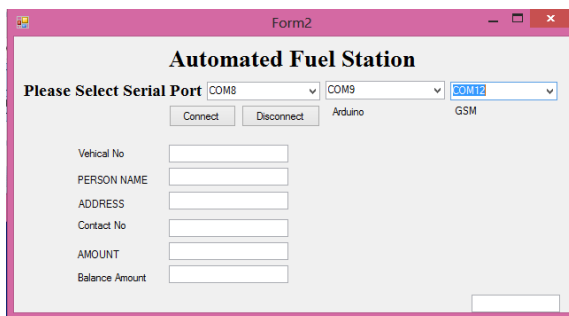 Form2
Automated Fuel Station
Please Select Serial Port COM8 COM9 COM12
Connect Disconnect Arduino GSM
Vehical No
PERSON NAME
ADDRESS
Contact No
AMOUNT
Balance Amount